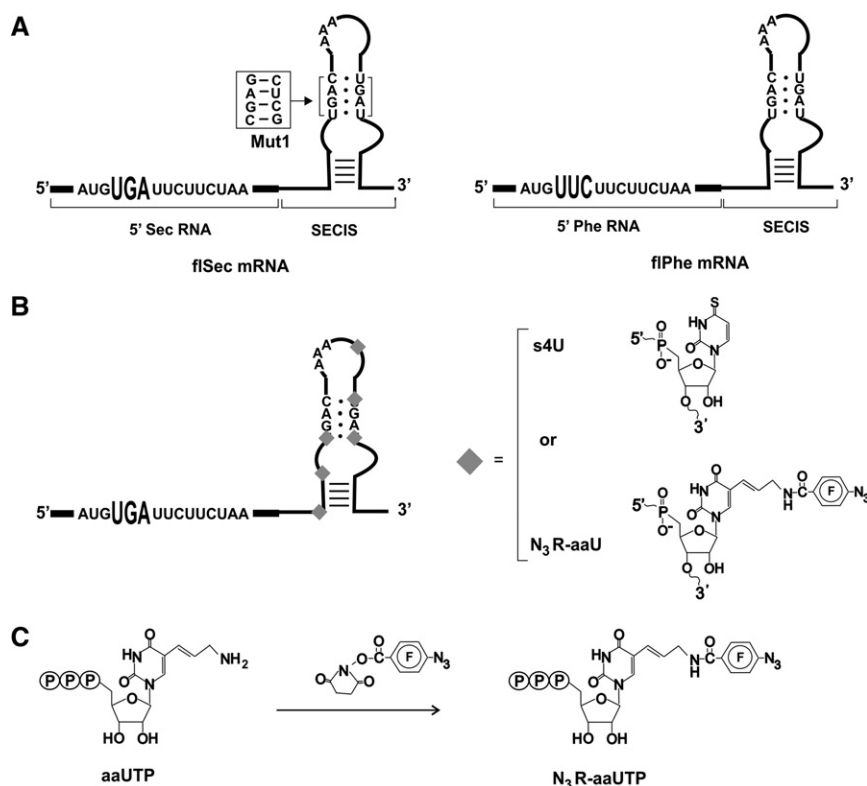 A
A A A A
G C
A U
G C
C G
Mut1
C A G U
U G A U
5’ AUG UGA UUCUUCUAA 3’
5’ Sec RNA
SECIS
flSec mRNA
A A A A
C A G U
U G A U
5’ AUG UUC UUCUUCUAA 3’
5’ Phe RNA
SECIS
flPhe mRNA
B
A A A A
C A G
G A
5’ AUG UGA UUCUUCUAA 3’
=
s4U
or
N3R-aaU
S
HN
O N
5’ O P O-
O
O OH
3’
O
HN
O N
N H
O C F N3
5’ O P O-
O
O OH
3’
C
O
HN NH2
O N
P P P
O
HO OH
aaUTP
O
O C F N3
N
O O
O
HN
O N
N H
O C F N3
P P P
O
HO OH
N3R-aaUTP